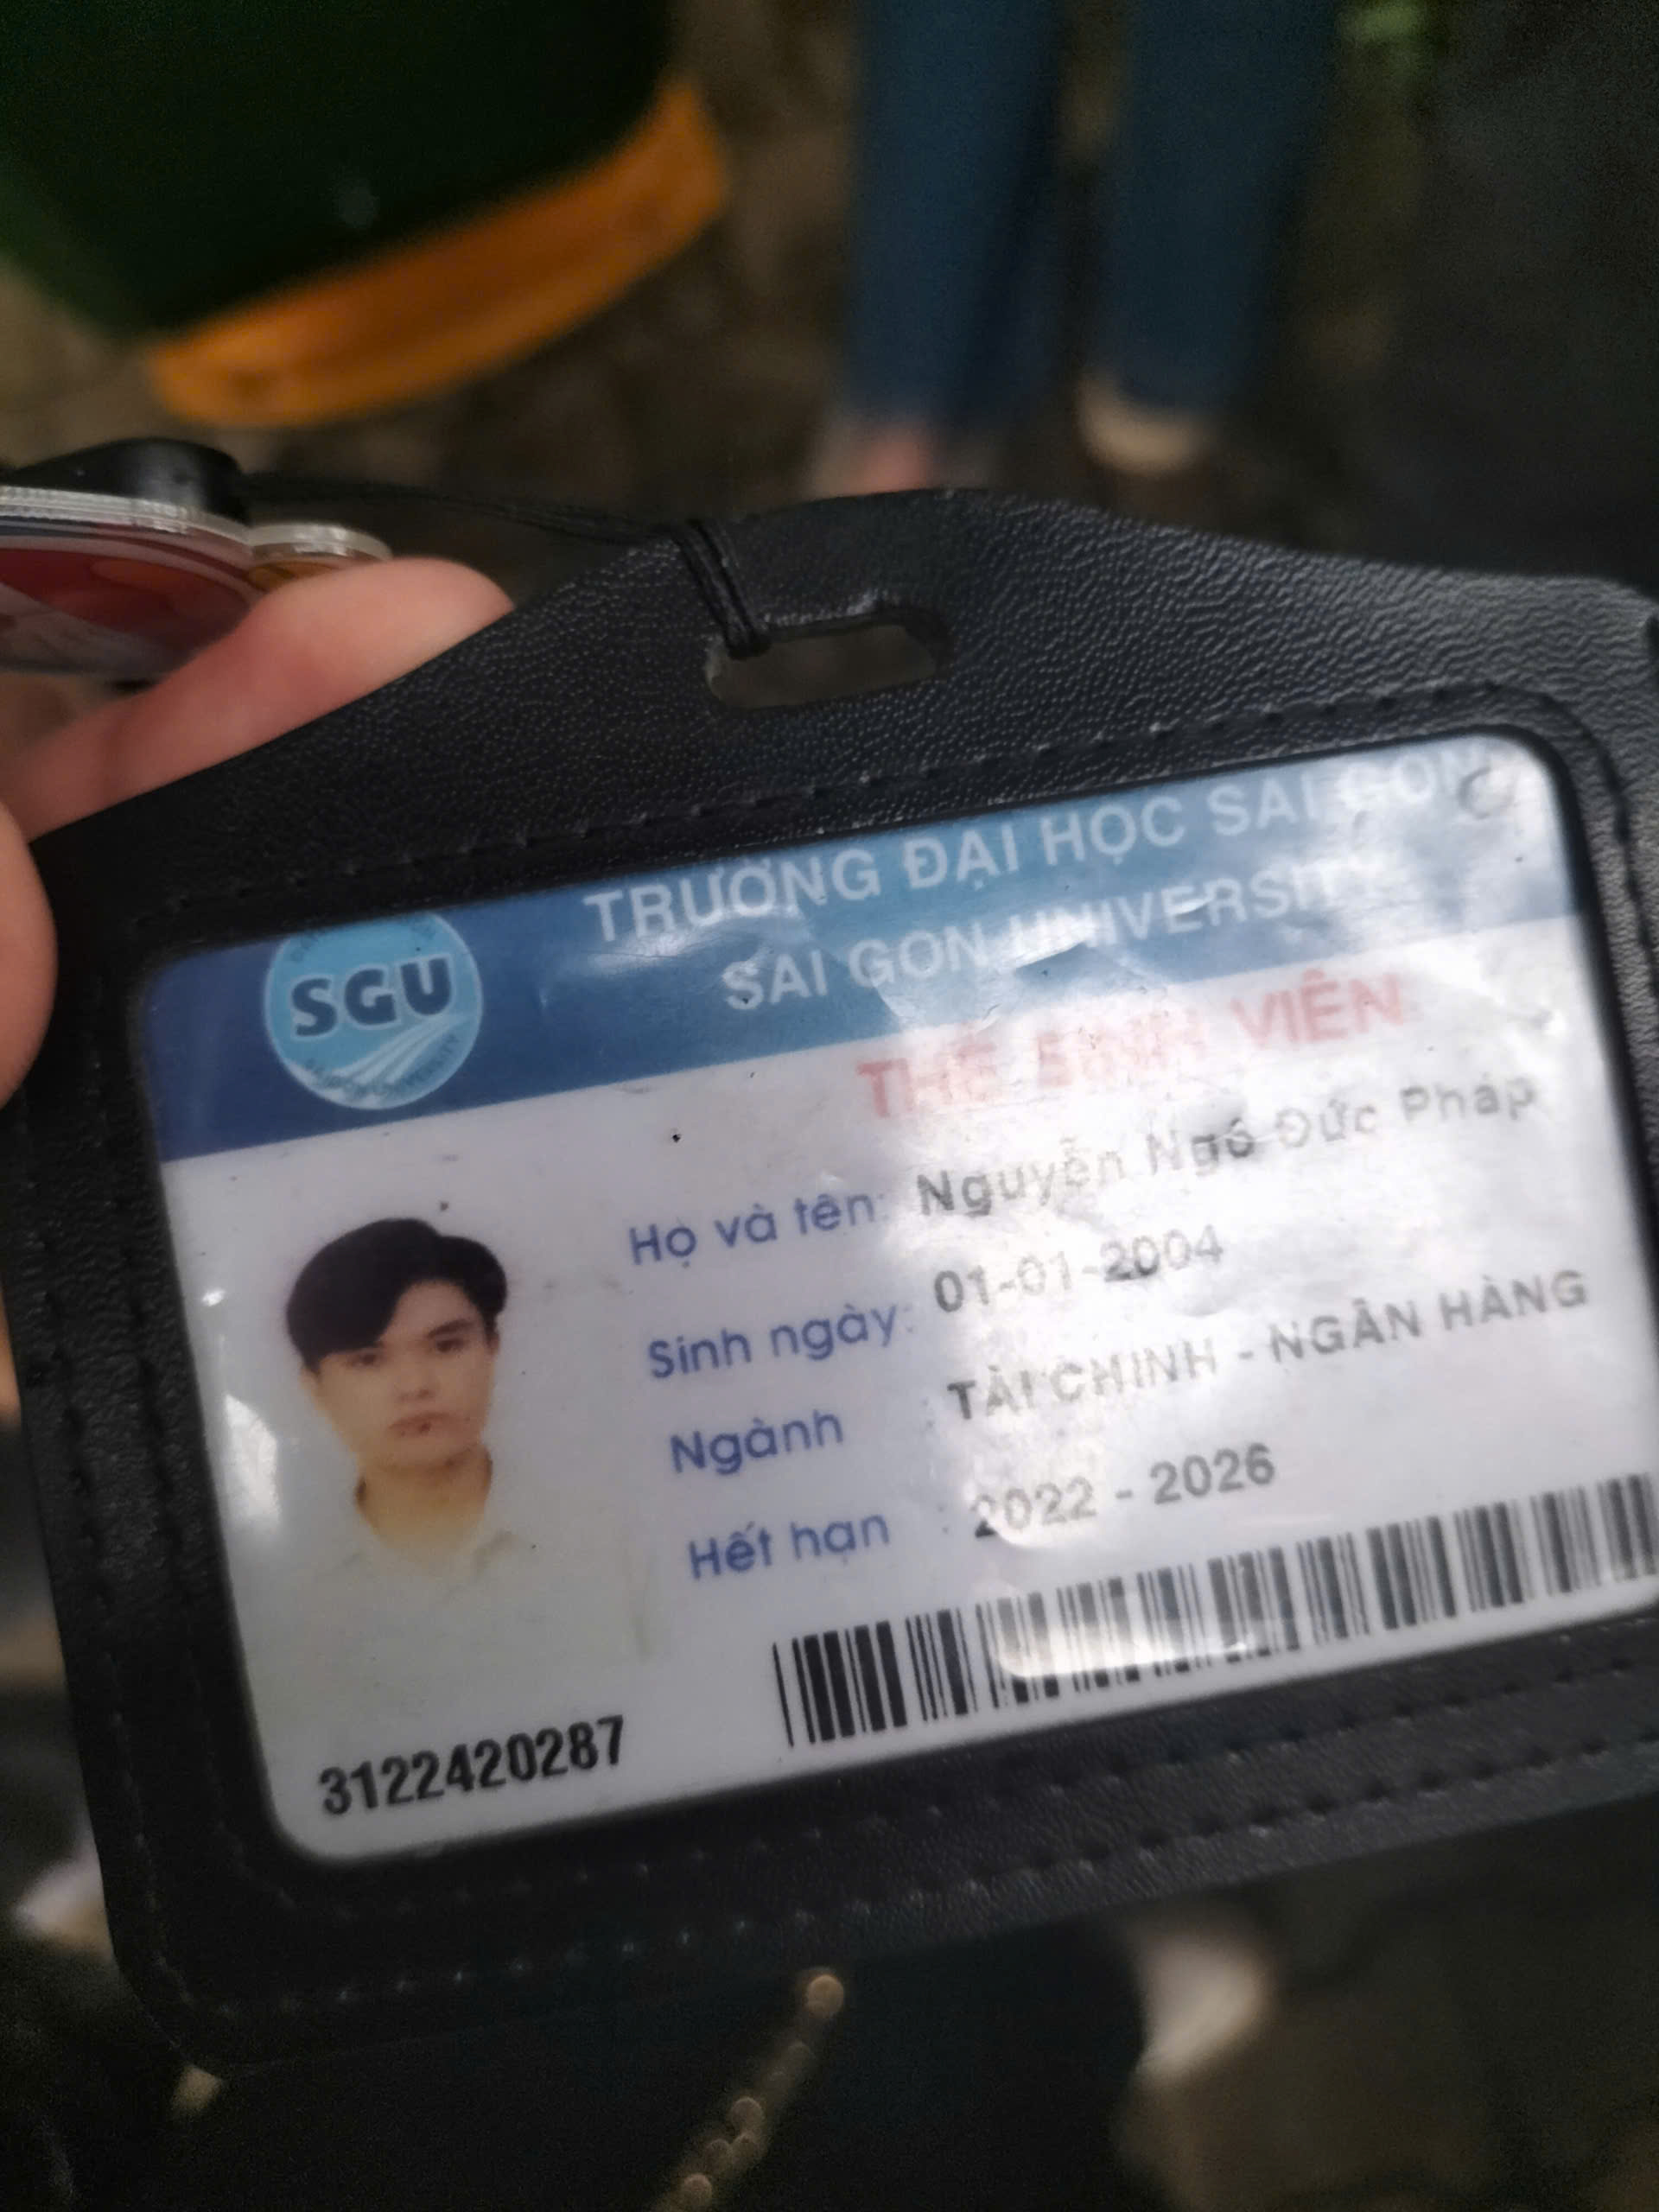 TRƯỜNG ĐẠI HỌC SÀI GÒN
SAI GON UNIVERSITY
SGU
THẺ SINH VIÊN
Họ và tên: Nguyễn Ngô Đức Pháp
Sinh ngày: 01-01-2004
Ngành : TÀI CHINH - NGÂN HÀNG
Hết hạn : 2022 - 2026
3122420287